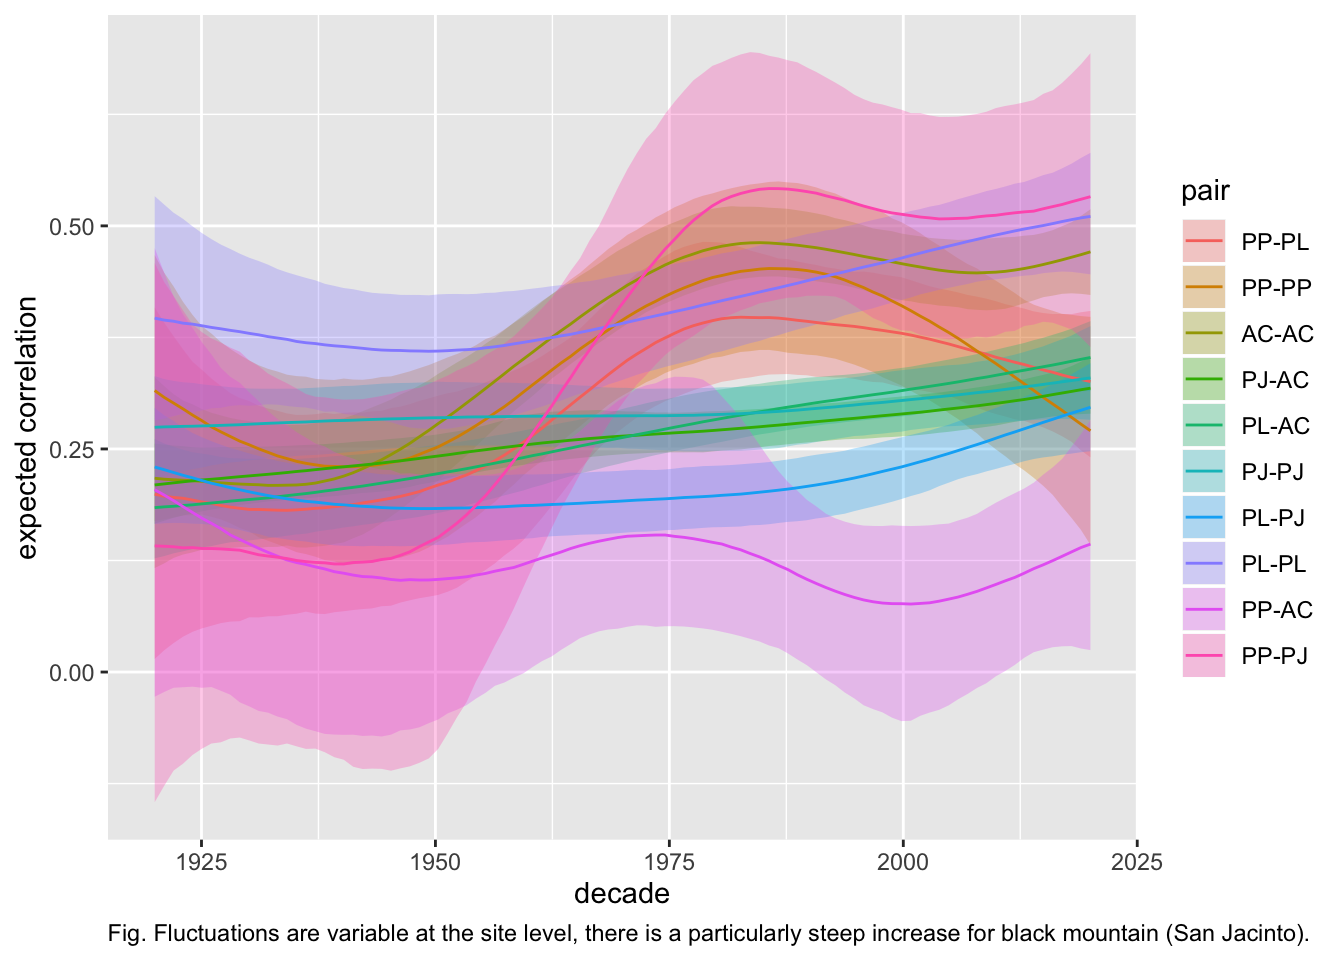 expected correlation
0.50
0.25
0.00
1925
1950
1975
2000
2025
decade
pair
PP-PL
PP-PP
AC-AC
PJ-AC
PL-AC
PJ-PJ
PL-PJ
PL-PL
PP-AC
PP-PJ
Fig. Fluctuations are variable at the site level, there is a particularly steep increase for black mountain (San Jacinto).